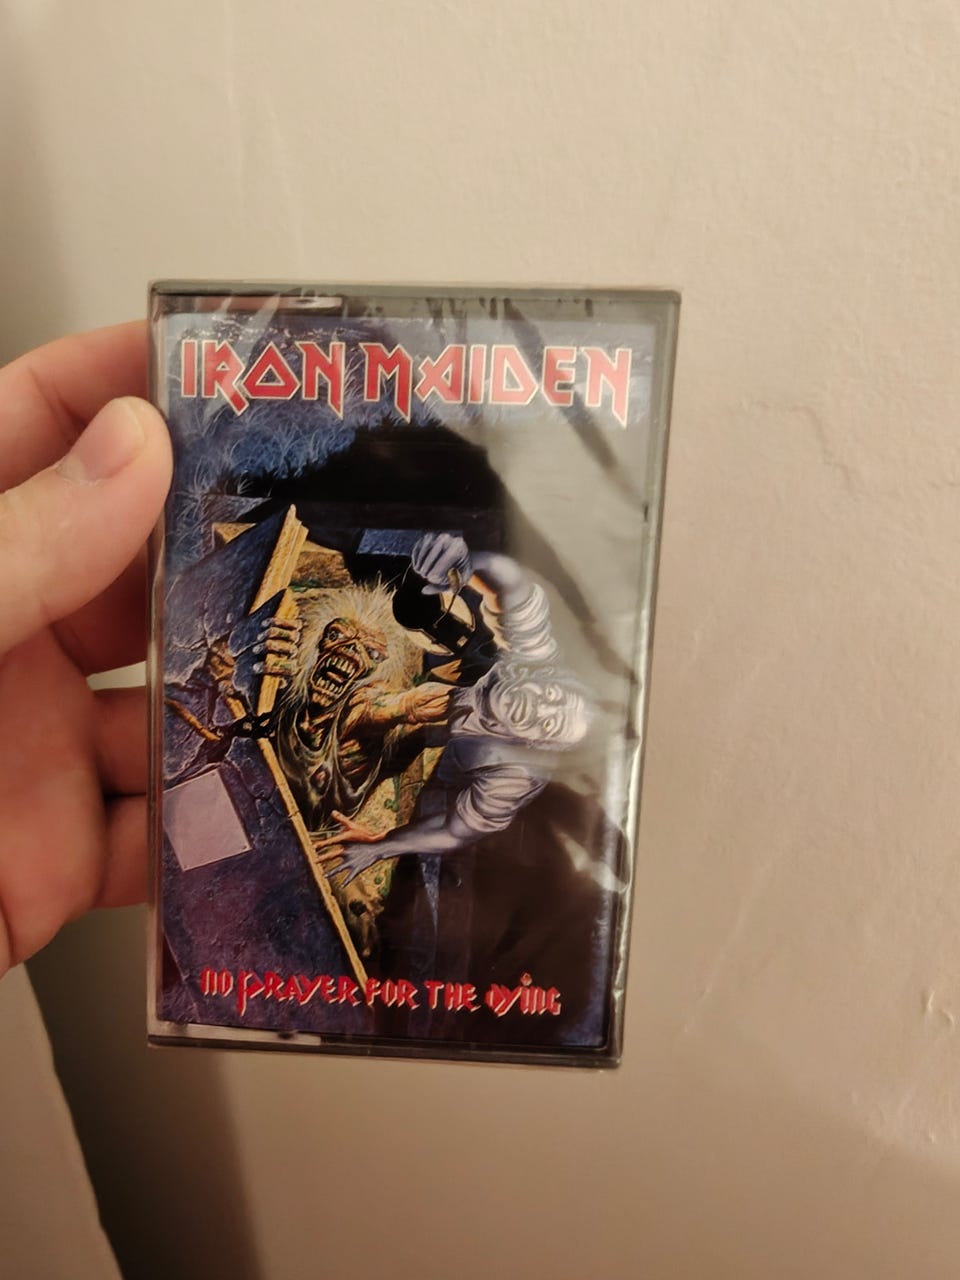 IRON MAIDEN
NO PRAYER FOR THE DYING